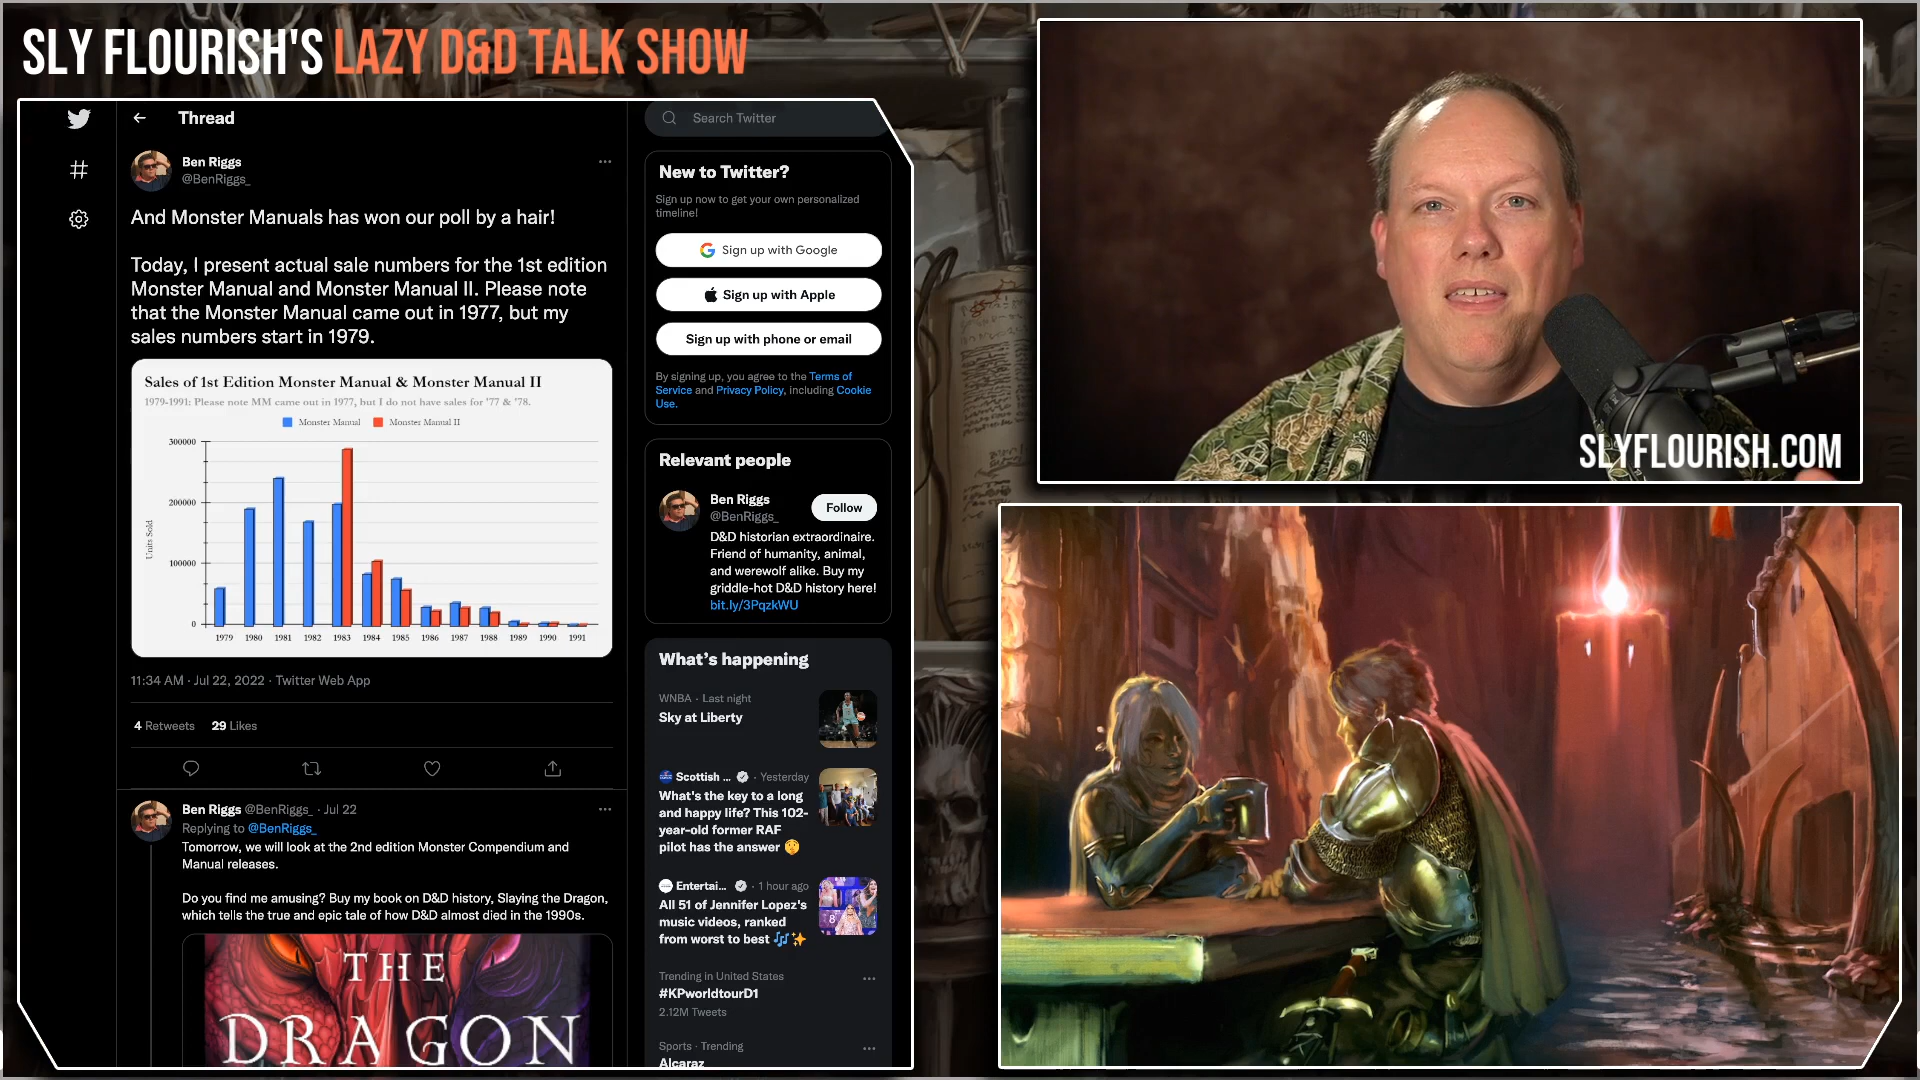 SLY FLOURISH'S LAZY D&D TALK SHOW
Thread
Ben Riggs
@BenRiggs_
And Monster Manuals has won our poll by a hair!
Today, I present actual sale numbers for the 1st edition
Monster Manual and Monster Manual II. Please note
that the Monster Manual came out in 1977, but my
sales numbers start in 1979.
Sales of 1st Edition Monster Manual & Monster Manual II
1979-1991: Please note MM came out in 1977, but I do not have sales for '77 & '78.
Monster Manual Monster Manual II
Units Sold
300000
200000
100000
0
1979 1980 1981 1982 1983 1984 1985 1986 1987 1988 1989 1990 1991
11:34 AM · Jul 22, 2022 · Twitter Web App
4 Retweets 29 Likes
Ben Riggs @BenRiggs_ · Jul 22
Replying to @BenRiggs_
Tomorrow, we will look at the 2nd edition Monster Compendium and
Manual releases.
Do you find me amusing? Buy my book on D&D history, Slaying the Dragon,
which tells the true and epic tale of how D&D almost died in the 1990s.
THE
DRAGON
Search Twitter
New to Twitter?
Sign up now to get your own personalized
timeline!
Sign up with Google
Sign up with Apple
Sign up with phone or email
By signing up, you agree to the Terms of
Service and Privacy Policy, including Cookie
Use.
Relevant people
Ben Riggs
@BenRiggs_
Follow
D&D historian extraordinaire.
Friend of humanity, animal,
and werewolf alike. Buy my
griddle-hot D&D history here!
bit.ly/3PqzkWU
What's happening
WNBA · Last night
Sky at Liberty
Scottish ... · Yesterday
What's the key to a long
and happy life? This 102-
year-old former RAF
pilot has the answer 🤫
Entertai... · 1 hour ago
All 51 of Jennifer Lopez's
music videos, ranked
from worst to best 🎶✨
Trending in United States
#KPworldtourD1
2.12M Tweets
Sports · Trending
Alcaraz
SLYFLOURISH.COM